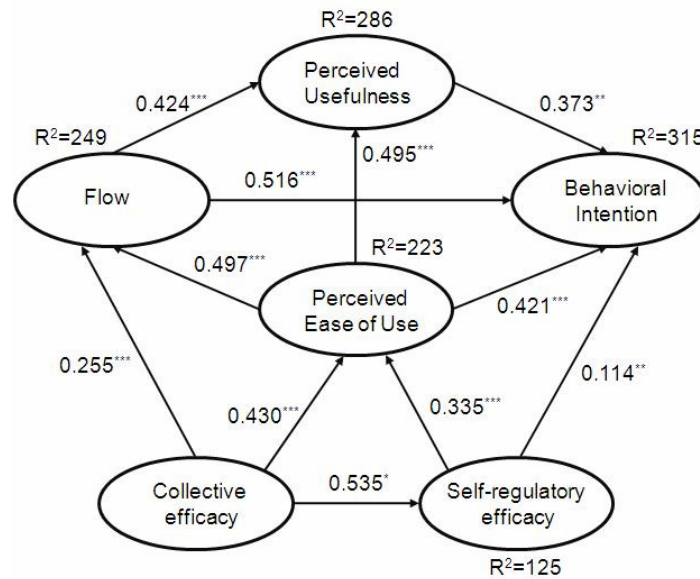 R²=286
Perceived
Usefulness
0.424***
0.373**
R²=249
R²=315
0.495***
Flow
0.516***
Behavioral
Intention
R²=223
0.497***
Perceived
Ease of Use
0.421***
0.255***
0.430***
0.335***
0.114**
Collective
efficacy
0.535*
Self-regulatory
efficacy
R²=125